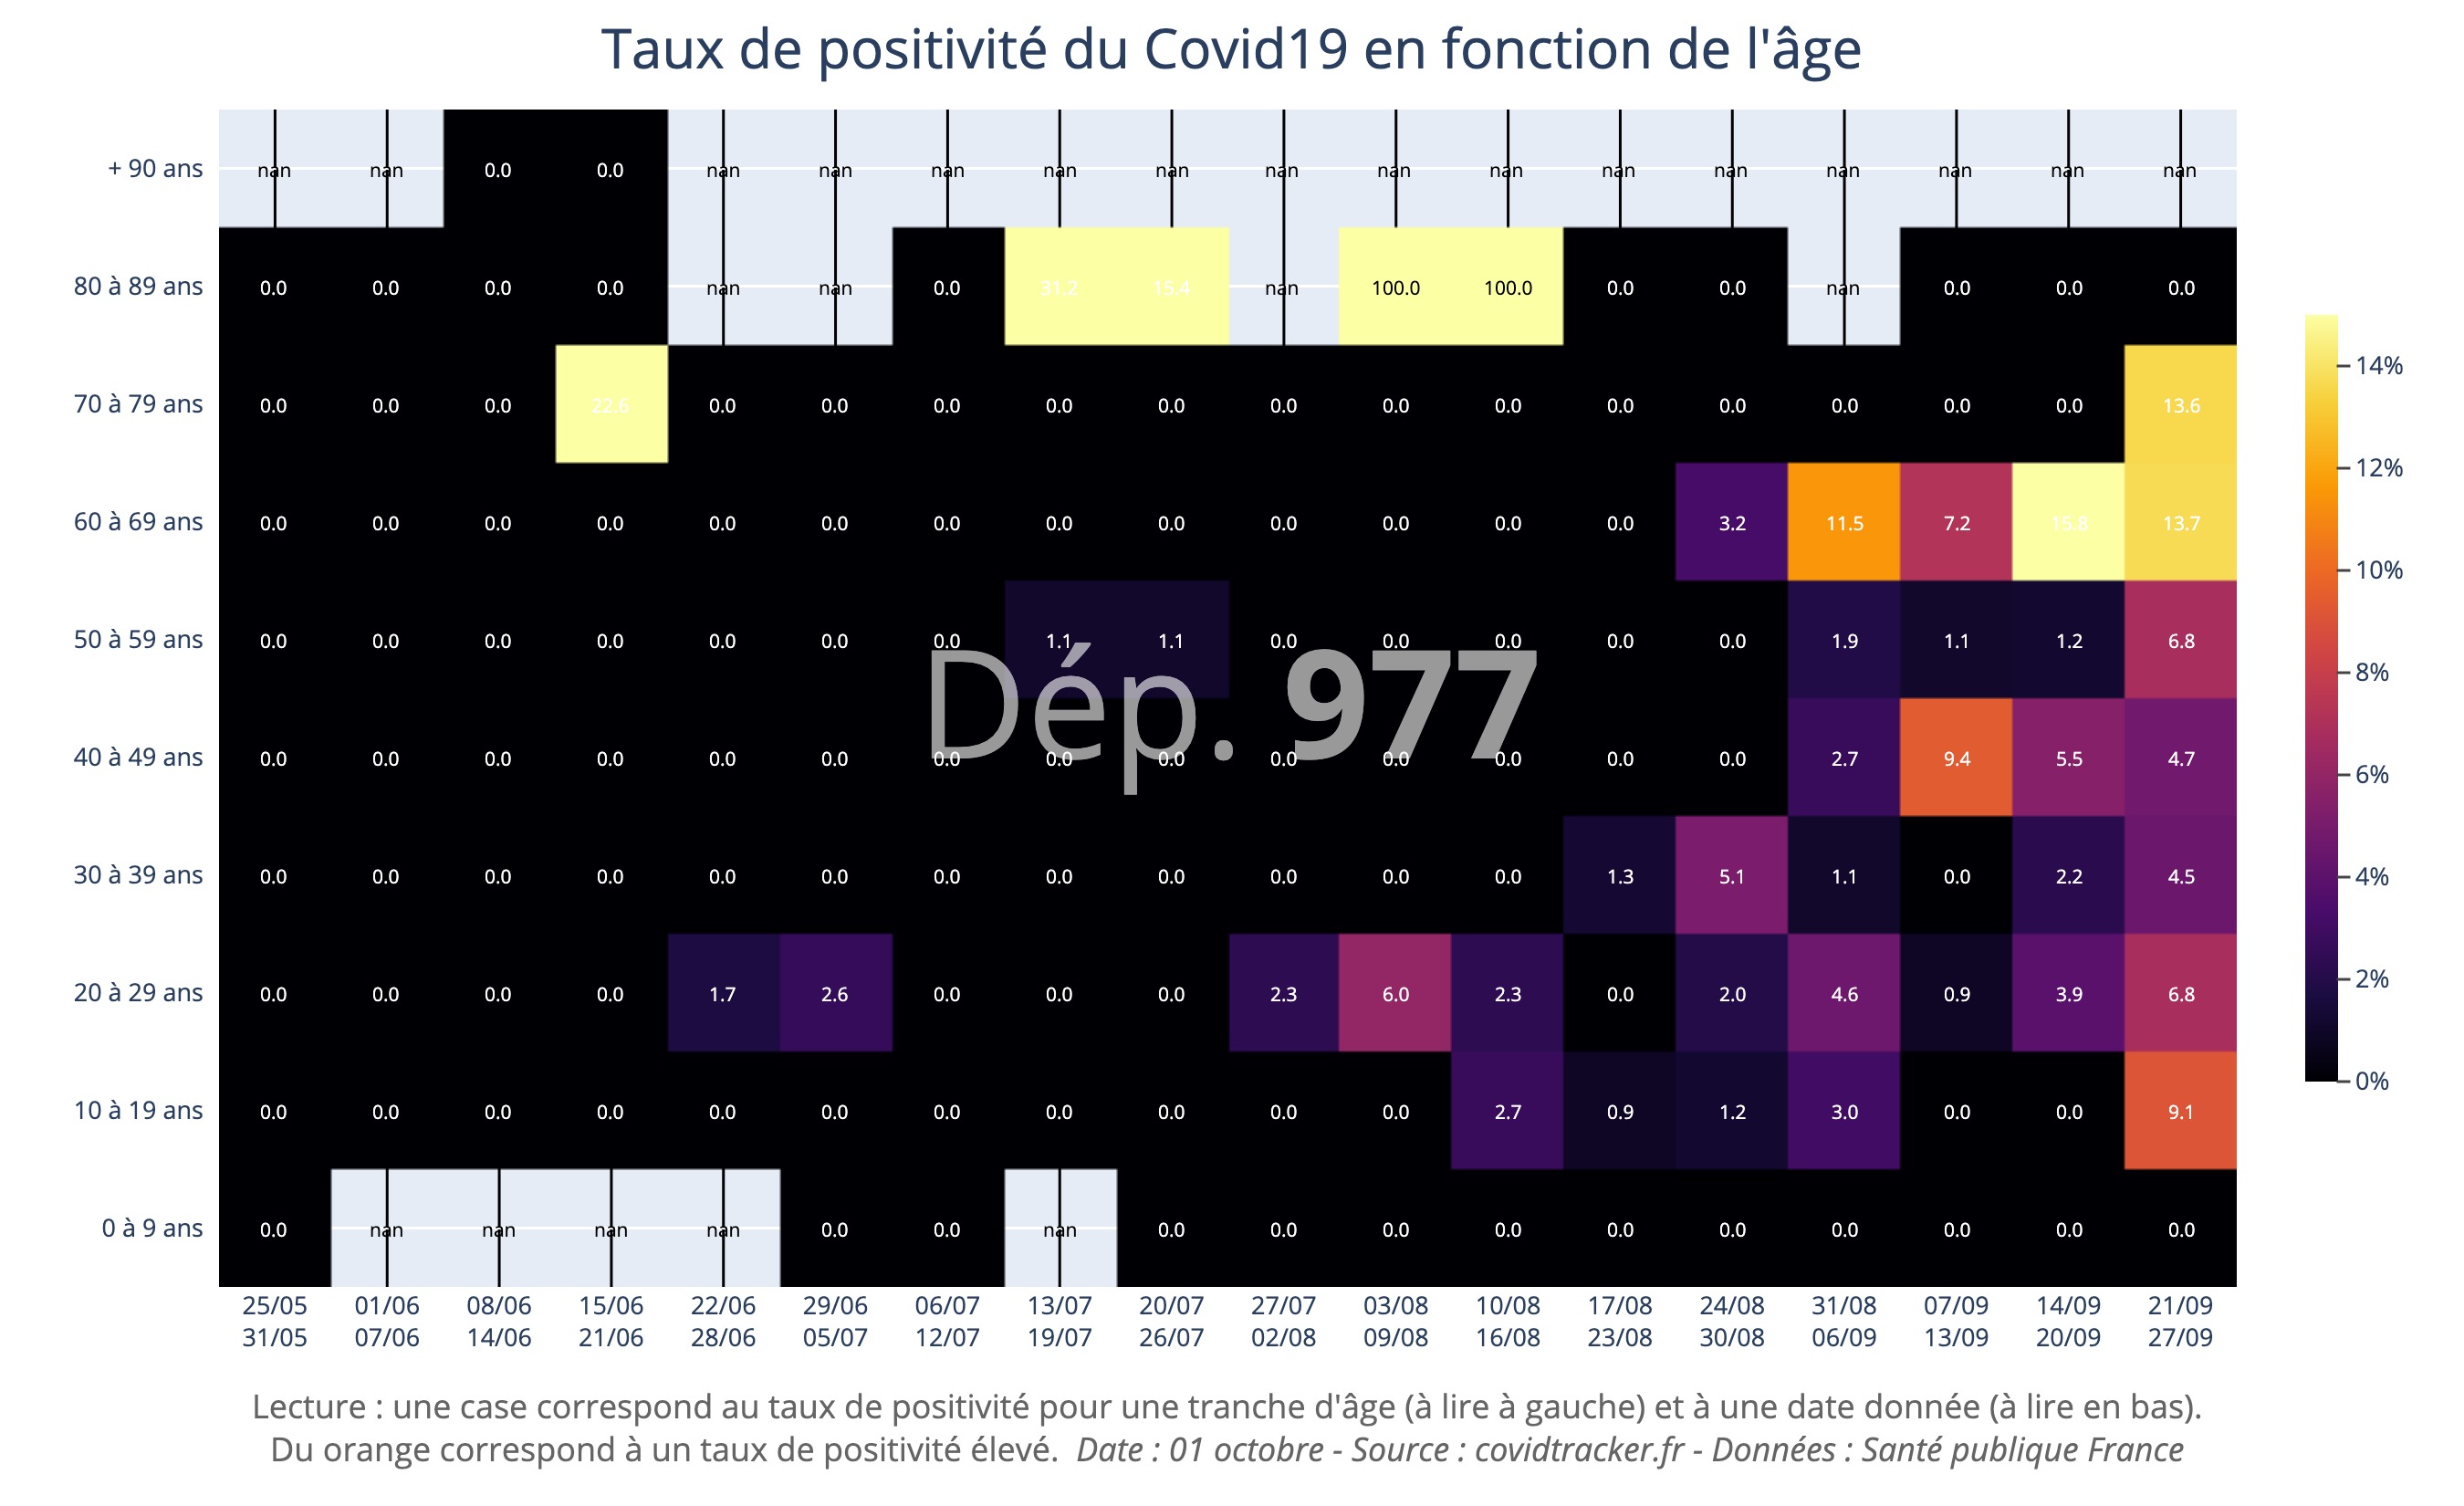 Taux de positivité du Covid19 en fonction de l'âge
+ 90 ans nan nan 0.0 0.0 nan nan nan nan nan nan nan nan nan nan nan nan nan nan
80 à 89 ans 0.0 0.0 0.0 0.0 nan nan 0.0 31.2 15.4 nan 100.0 100.0 0.0 0.0 nan 0.0 0.0 0.0
14%
70 à 79 ans 0.0 0.0 0.0 22.6 0.0 0.0 0.0 0.0 0.0 0.0 0.0 0.0 0.0 0.0 0.0 0.0 0.0 13.6
12%
60 à 69 ans 0.0 0.0 0.0 0.0 0.0 0.0 0.0 0.0 0.0 0.0 0.0 0.0 0.0 3.2 11.5 7.2 15.8 13.7
10%
50 à 59 ans 0.0 0.0 0.0 0.0 0.0 0.0 0.0 1.1 1.1 0.0 0.0 0.0 0.0 0.0 1.9 1.1 1.2 6.8
8%
Dép. 977
40 à 49 ans 0.0 0.0 0.0 0.0 0.0 0.0 0.0 0.0 0.0 0.0 0.0 0.0 0.0 0.0 2.7 9.4 5.5 4.7
6%
30 à 39 ans 0.0 0.0 0.0 0.0 0.0 0.0 0.0 0.0 0.0 0.0 0.0 0.0 1.3 5.1 1.1 0.0 2.2 4.5
4%
20 à 29 ans 0.0 0.0 0.0 0.0 1.7 2.6 0.0 0.0 0.0 2.3 6.0 2.3 0.0 2.0 4.6 0.9 3.9 6.8
2%
10 à 19 ans 0.0 0.0 0.0 0.0 0.0 0.0 0.0 0.0 0.0 0.0 0.0 2.7 0.9 1.2 3.0 0.0 0.0 9.1
0%
0 à 9 ans 0.0 nan nan nan nan 0.0 0.0 nan 0.0 0.0 0.0 0.0 0.0 0.0 0.0 0.0 0.0 0.0
25/05 01/06 08/06 15/06 22/06 29/06 06/07 13/07 20/07 27/07 03/08 10/08 17/08 24/08 31/08 07/09 14/09 21/09
31/05 07/06 14/06 21/06 28/06 05/07 12/07 19/07 26/07 02/08 09/08 16/08 23/08 30/08 06/09 13/09 20/09 27/09
Lecture : une case correspond au taux de positivité pour une tranche d'âge (à lire à gauche) et à une date donnée (à lire en bas).
Du orange correspond à un taux de positivité élevé. Date : 01 octobre - Source : covidtracker.fr - Données : Santé publique France